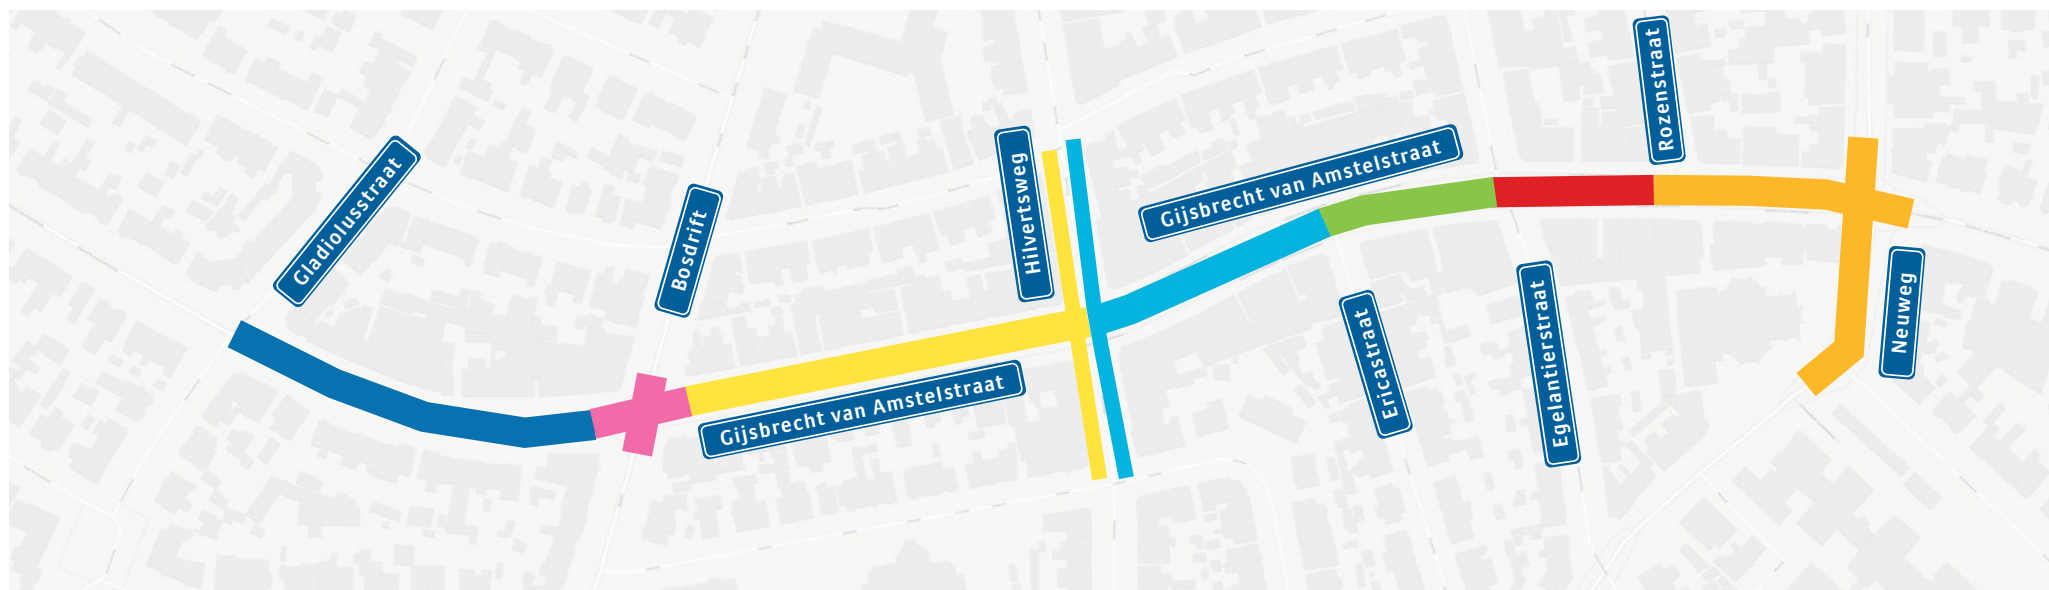 Gladiolusstraat
Bosdrift
Gijsbrecht van Amstelstraat
Hilvertsweg
Gijsbrecht van Amstelstraat
Ericastraat
Egelantierstraat
Rozenstraat
Neuweg